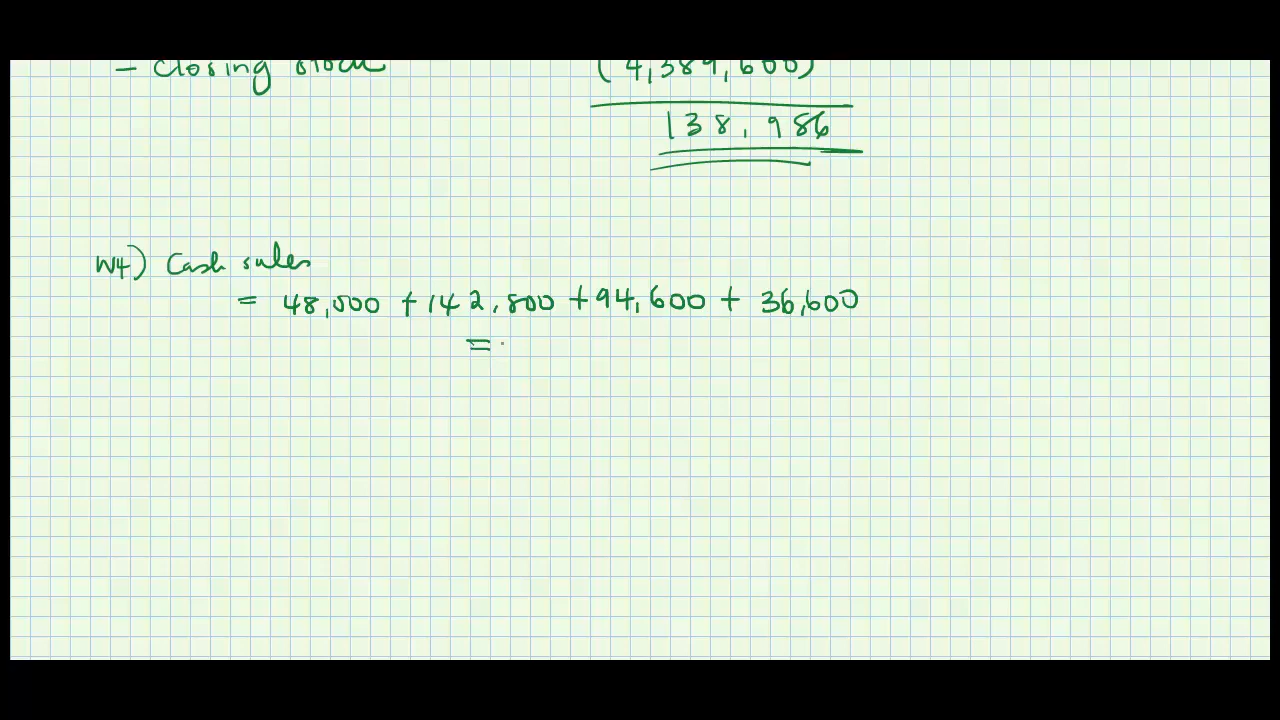 - Closing stock (4,389,600)
138,986
W4) Cash sales
= 48,000 + 142,800 + 94,600 + 36,600
=